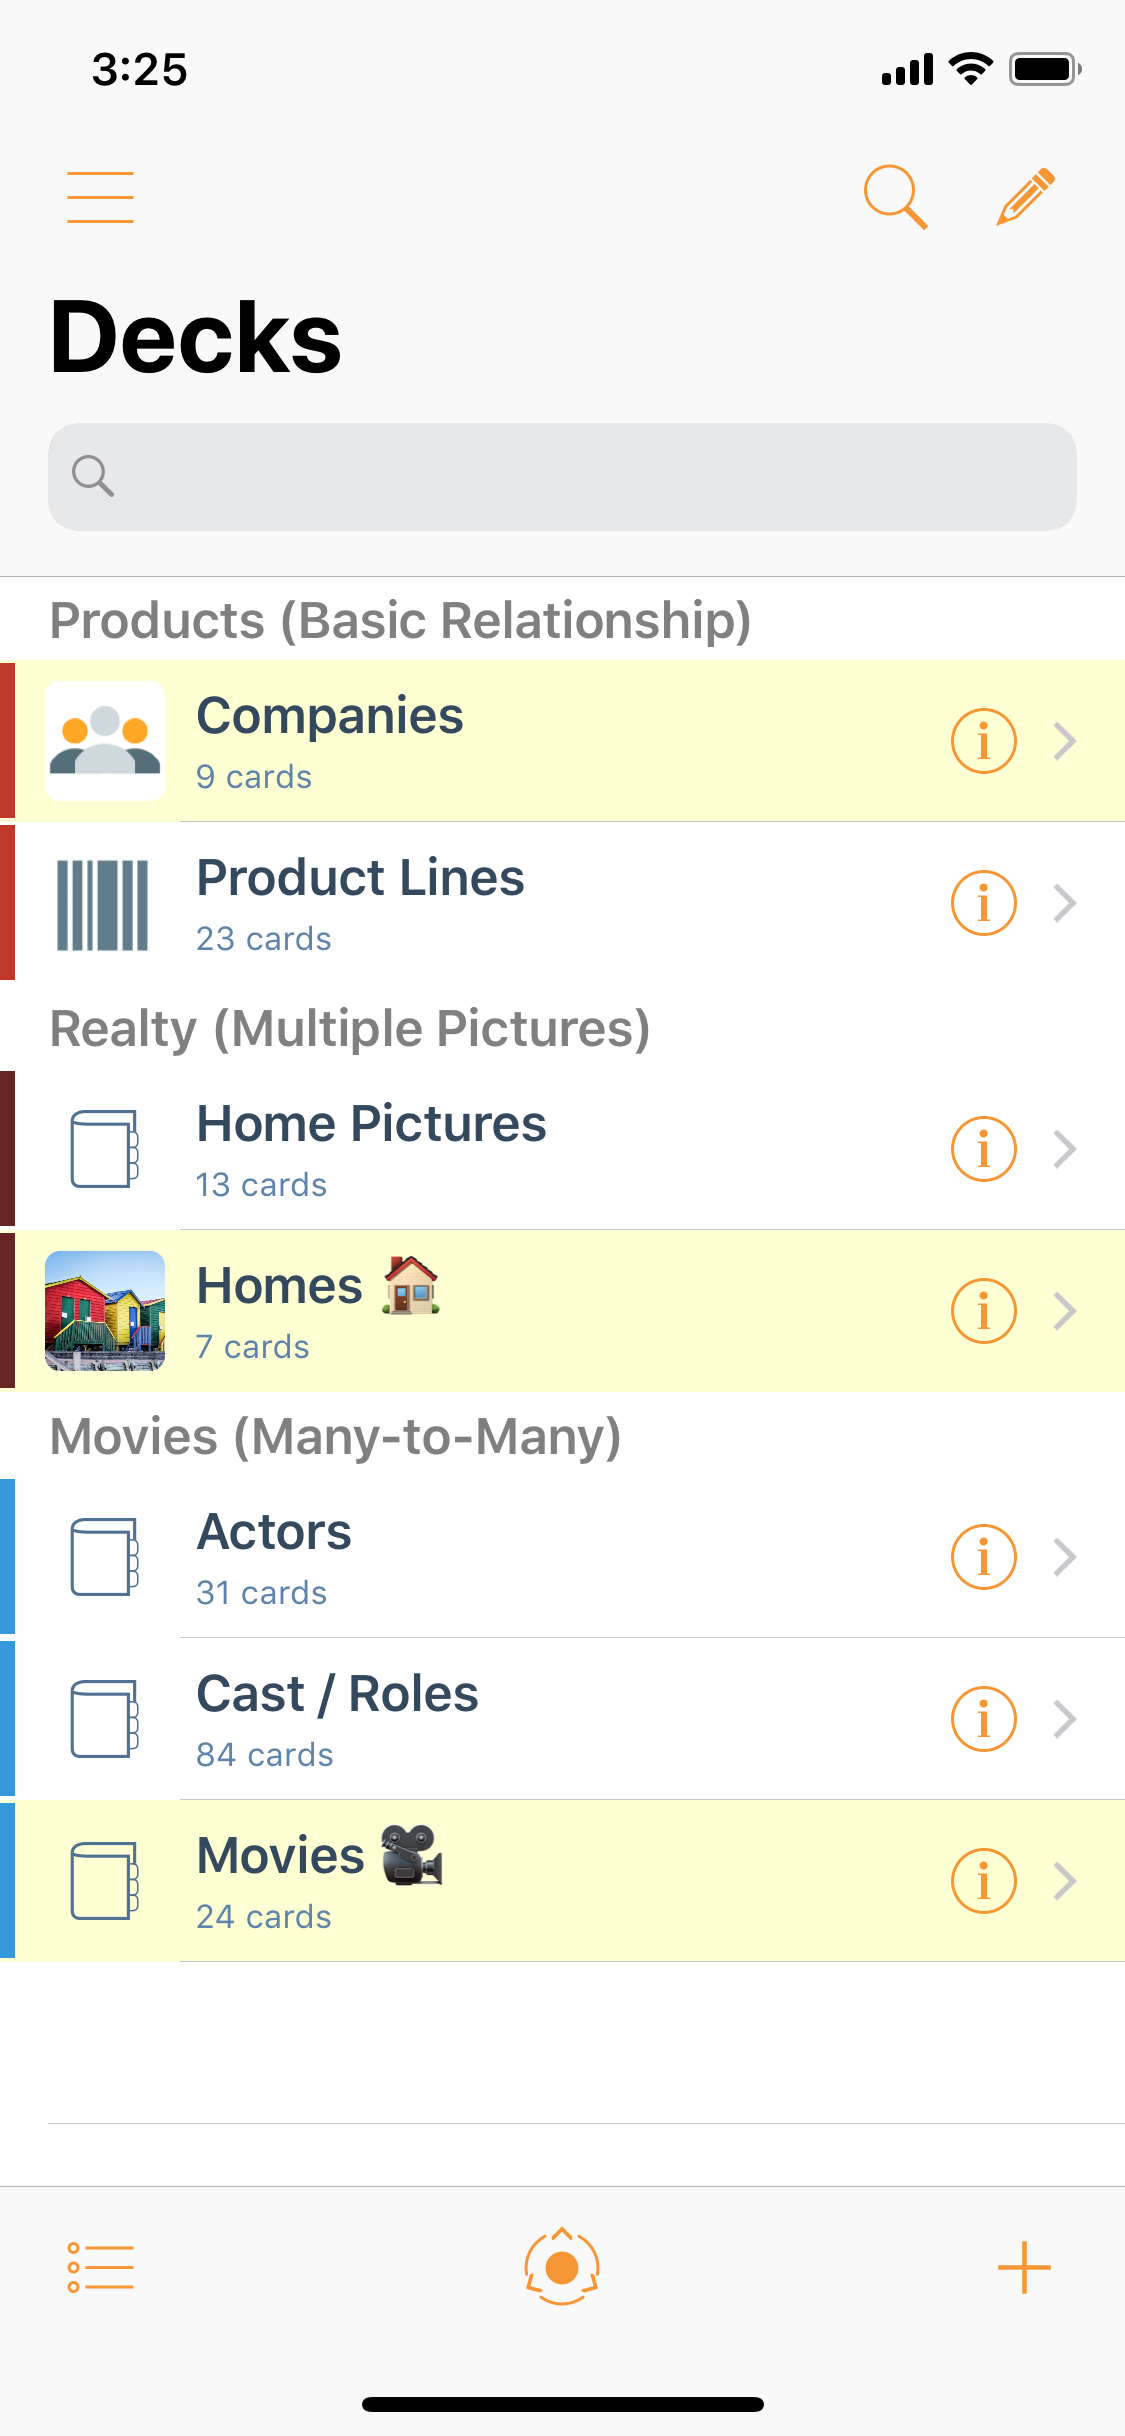 3:25
Decks
Products (Basic Relationship)
Companies
9 cards
Product Lines
23 cards
Realty (Multiple Pictures)
Home Pictures
13 cards
Homes 🏠
7 cards
Movies (Many-to-Many)
Actors
31 cards
Cast / Roles
84 cards
Movies 🎥
24 cards